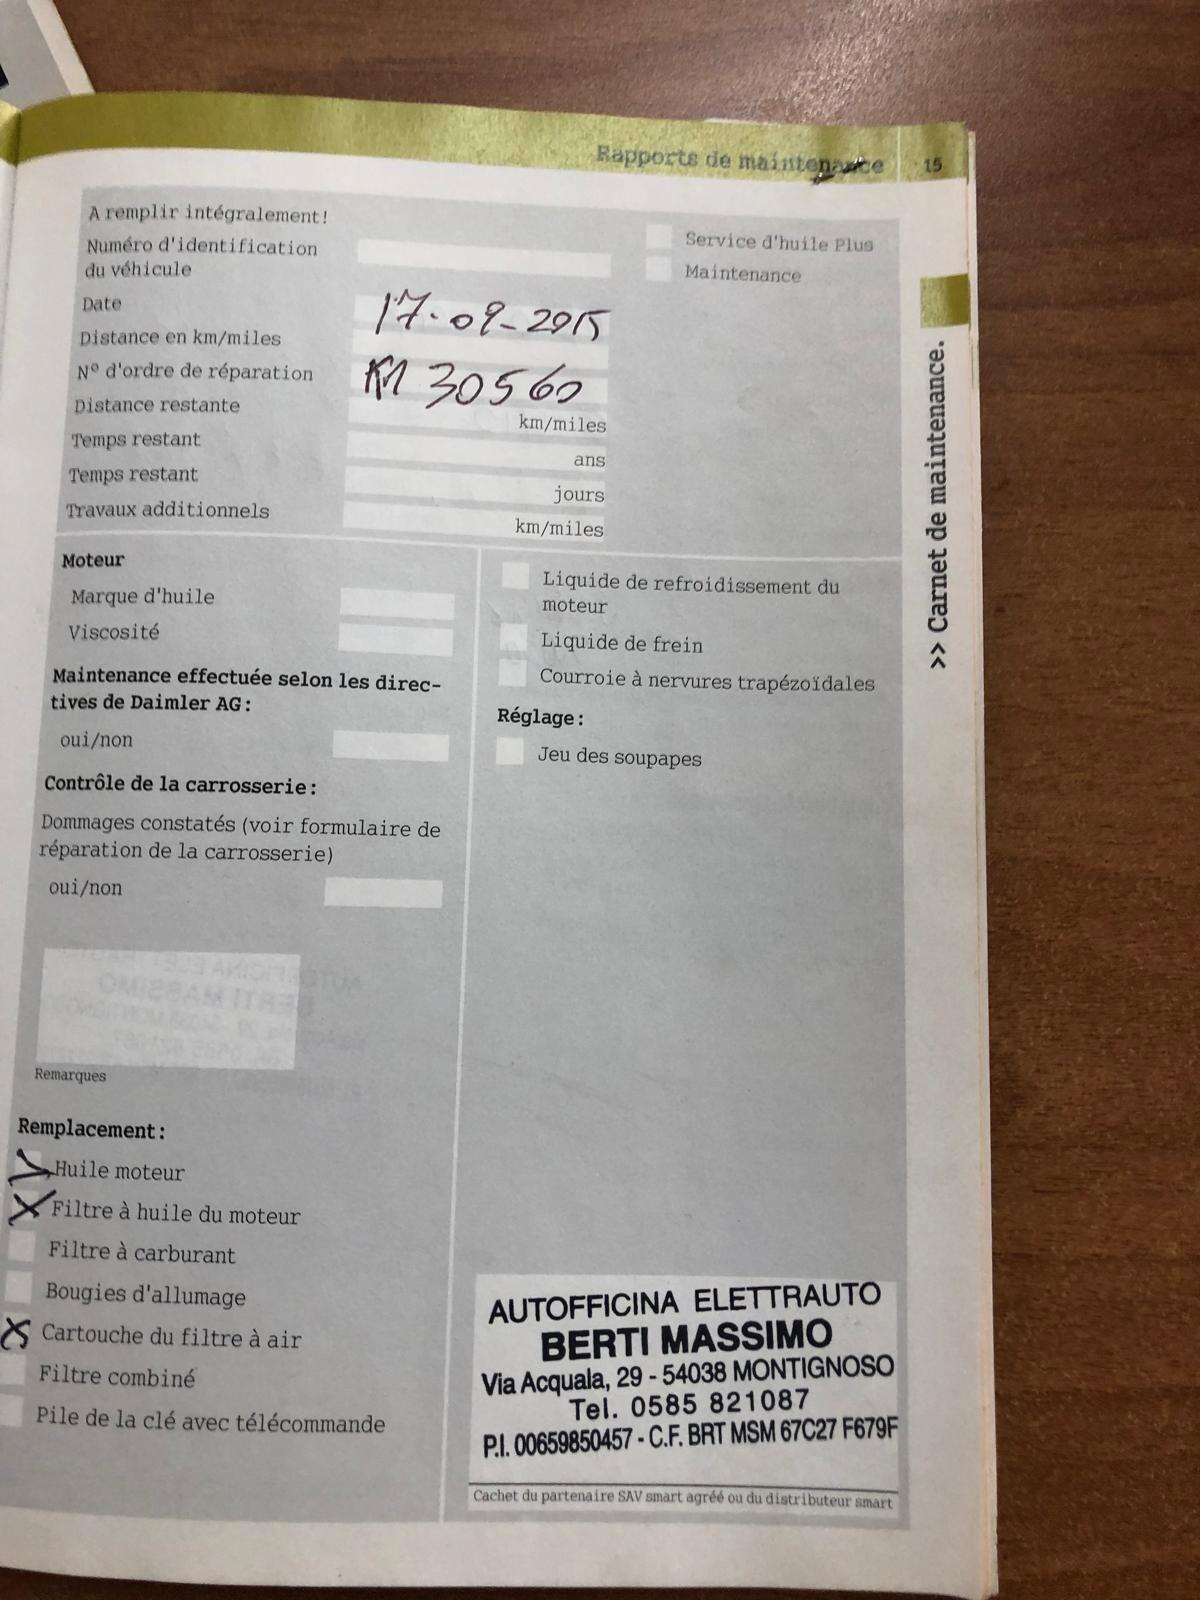 Rapports de maintenance 15
A remplir intégralement!
Numéro d'identification
du véhicule
Date
17-09-2015
Distance en km/miles
N° d'ordre de réparation
KM 30560
Distance restante
km/miles
Temps restant
ans
Temps restant
jours
Travaux additionnels
km/miles
Service d'huile Plus
Maintenance
>> Carnet de maintenance.
Moteur
Marque d'huile
Viscosité
Maintenance effectuée selon les direc-
tives de Daimler AG:
oui/non
Contrôle de la carrosserie:
Dommages constatés (voir formulaire de
réparation de la carrosserie)
oui/non
Remarques
Remplacement:
Huile moteur
Filtre à huile du moteur
Filtre à carburant
Bougies d'allumage
Cartouche du filtre à air
Filtre combiné
Pile de la clé avec télécommande
Liquide de refroidissement du
moteur
Liquide de frein
Courroie à nervures trapézoïdales
Réglage:
Jeu des soupapes
AUTOFFICINA ELETTRAUTO
BERTI MASSIMO
Via Acquala, 29 - 54038 MONTIGNOSO
Tel. 0585 821087
P.I. 00659850457 - C.F. BRT MSM 67C27 F679F
Cachet du partenaire SAV smart agréé ou du distributeur smart